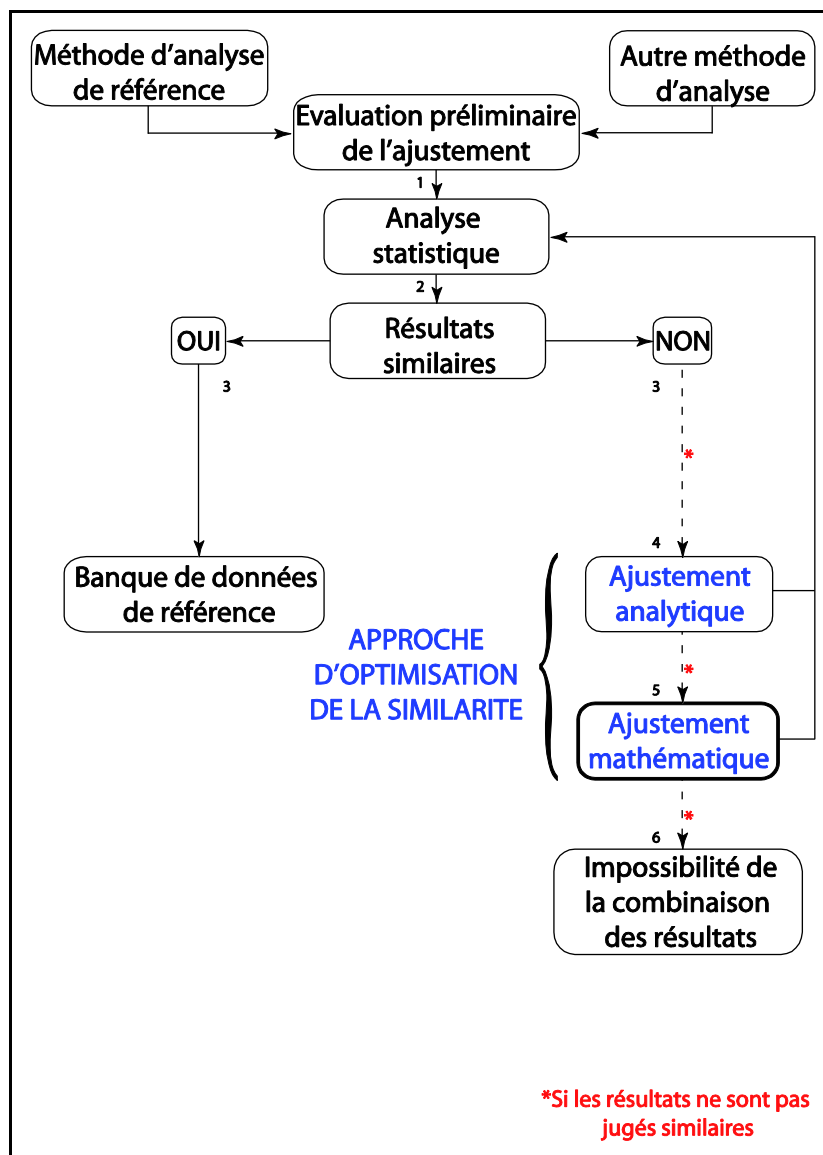 Méthode d'analyse
de référence
Autre méthode
d'analyse
Evaluation préliminaire
de l'ajustement
1
Analyse
statistique
2
Résultats
similaires
OUI
NON
3
3
*
4
Banque de données
de référence
Ajustement
analytique
APPROCHE
D'OPTIMISATION
DE LA SIMILARITE
*
5
Ajustement
mathématique
*
6
Impossibilité de
la combinaison
des résultats
*Si les résultats ne sont pas
jugés similaires